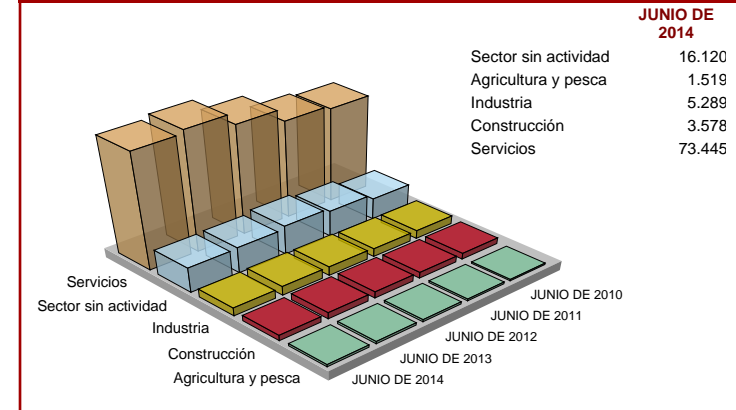 JUNIO DE
2014
Sector sin actividad 16.120
Agricultura y pesca 1.519
Industria 5.289
Construcción 3.578
Servicios 73.445
Servicios
Sector sin actividad
Industria
Construcción
Agricultura y pesca
JUNIO DE 2010
JUNIO DE 2011
JUNIO DE 2012
JUNIO DE 2013
JUNIO DE 2014